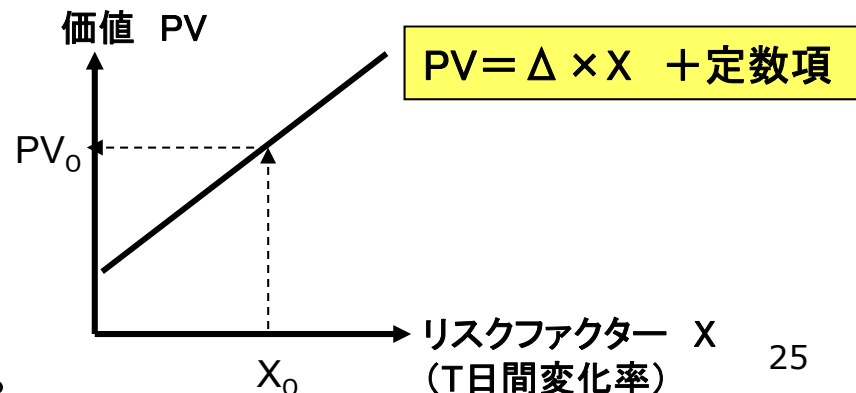 価値 PV
PV=Δ×X +定数項
PV₀
リスクファクター X
(T日間変化率)
X₀
25
。